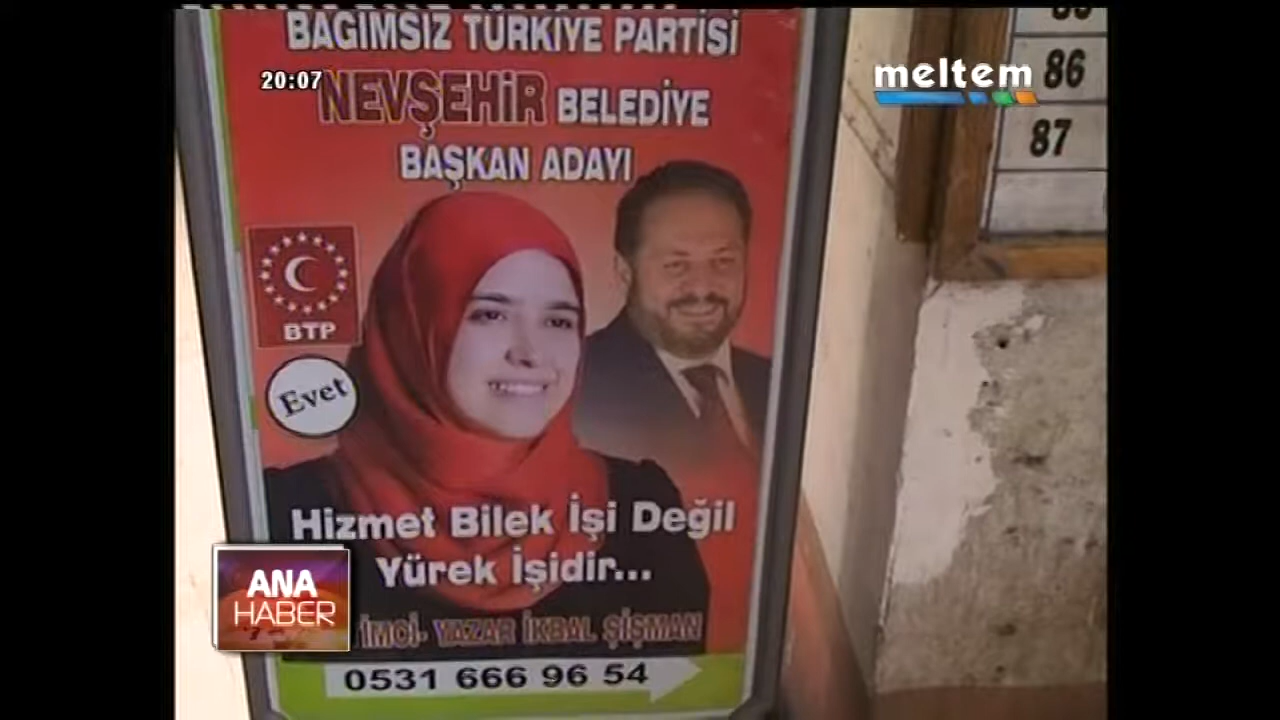 BAĞIMSIZ TÜRKİYE PARTİSİ
20:07
NEVŞEHİR BELEDİYE
BAŞKAN ADAYI
meltem
86
87
BTP
Evet
Hizmet Bilek İşi Değil
Yürek İşidir...
YAZAR İKBAL ŞİŞMAN
0531 666 96 54
ANA
HABER